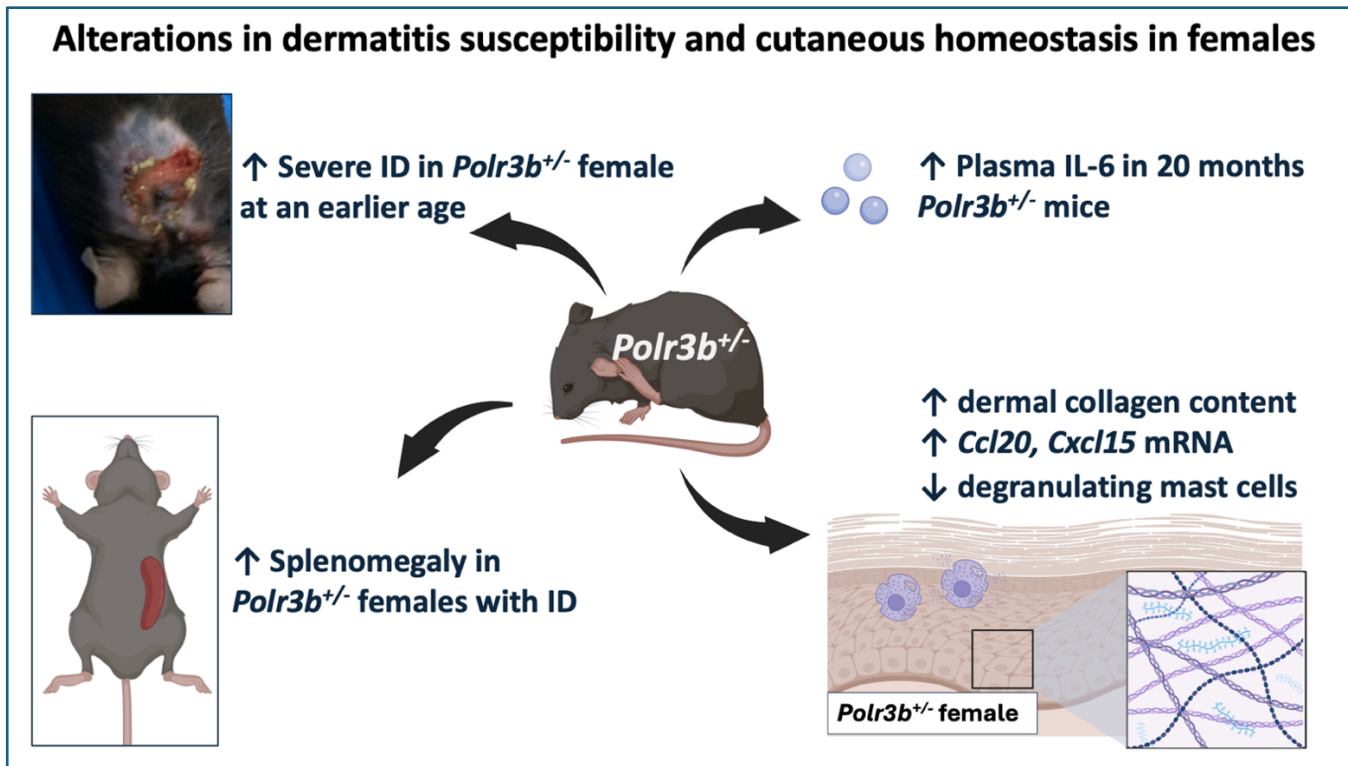 Alterations in dermatitis susceptibility and cutaneous homeostasis in females
↑ Severe ID in Polr3b+/- female
at an earlier age
↑ Plasma IL-6 in 20 months
Polr3b+/- mice
Polr3b+/-
↑ Splenomegaly in
Polr3b+/- females with ID
↑ dermal collagen content
↑ Ccl20, Cxcl15 mRNA
↓ degranulating mast cells
Polr3b+/- female